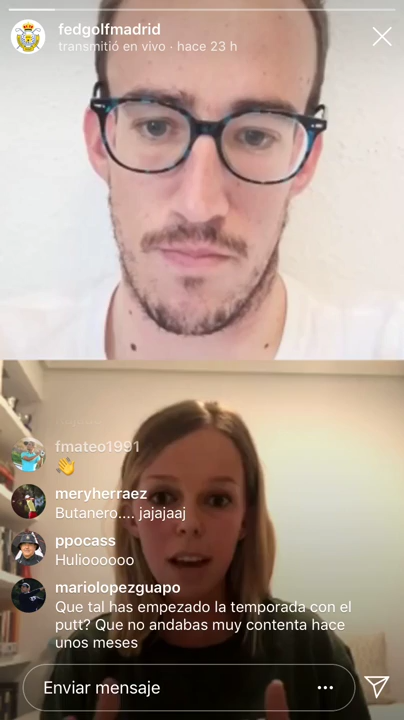 fedgolfmadrid
transmitió en vivo · hace 23 h
fmateo1991
👋
meryherraez
Butanero.... jajajaaj
ppocass
Hulioooooo
mariolopezguapo
Que tal has empezado la temporada con el
putt? Que no andabas muy contenta hace
unos meses
Enviar mensaje